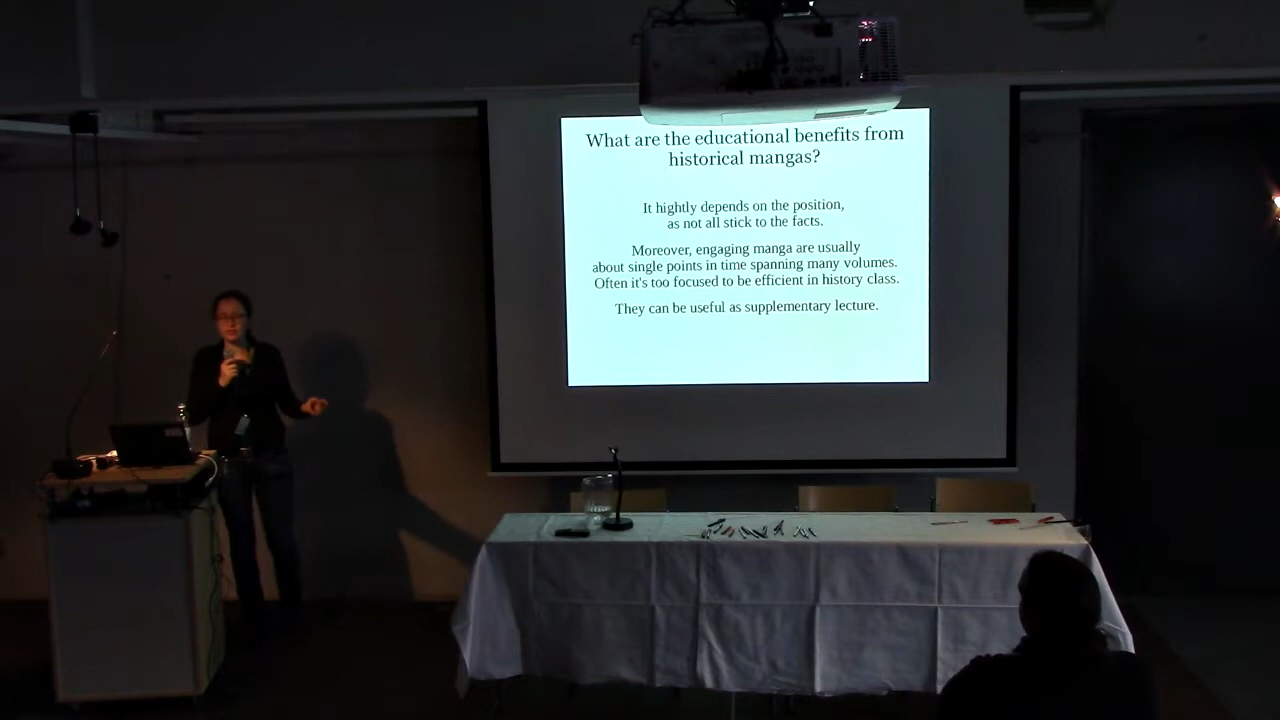 What are the educational benefits from
historical mangas?
It hightly depends on the position,
as not all stick to the facts.
Moreover, engaging manga are usually
about single points in time spanning many volumes.
Often it's too focused to be efficient in history class.
They can be useful as supplementary lecture.